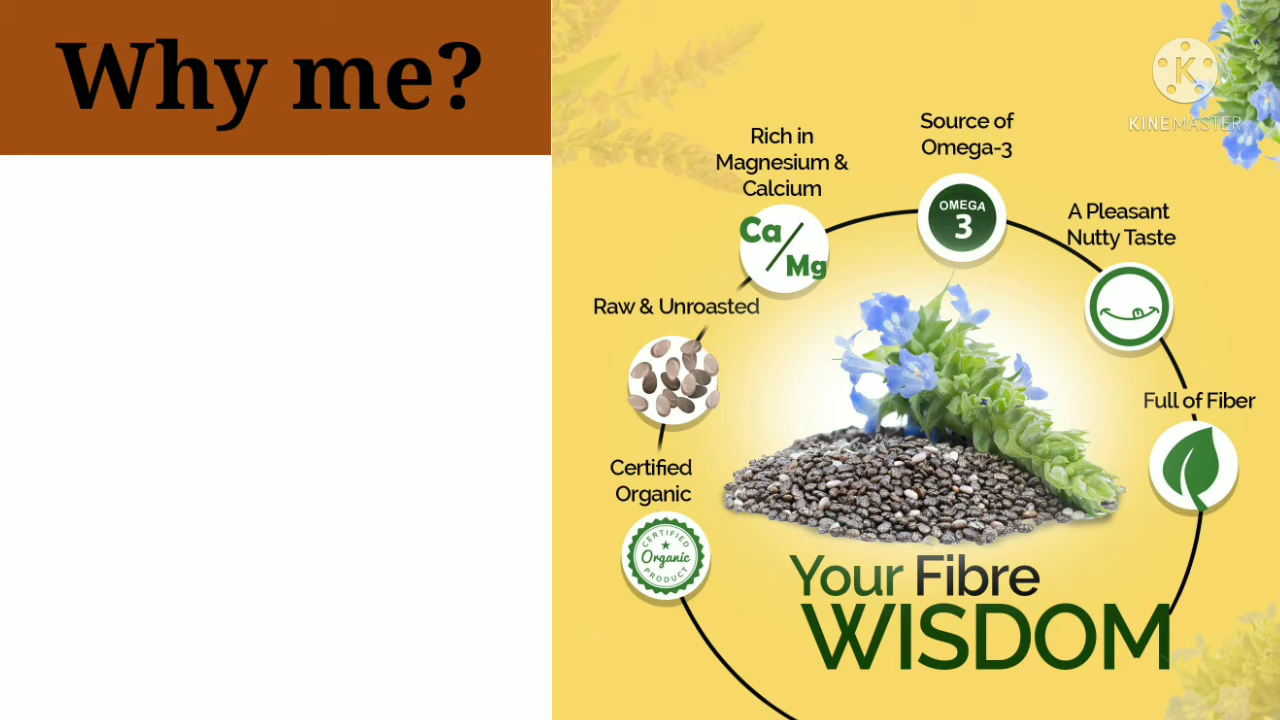 Why me?
KINEMASTER
Source of
Omega-3
Rich in
Magnesium &
Calcium
OMEGA
3
Ca
Mg
A Pleasant
Nutty Taste
Raw & Unroasted
Full of Fiber
Certified
Organic
CERTIFIED
Organic
PRODUCT
Your Fibre
WISDOM